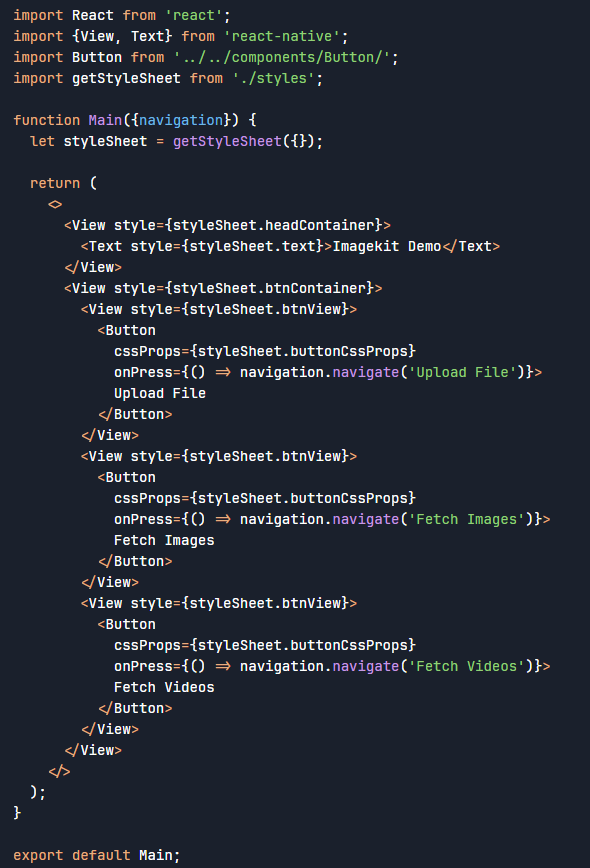 import React from 'react';
import {View, Text} from 'react-native';
import Button from '../../components/Button/';
import getStyleSheet from './styles';

function Main({navigation}) {
  let styleSheet = getStyleSheet({});

  return (
    <>
      <View style={styleSheet.headContainer}>
        <Text style={styleSheet.text}>Imagekit Demo</Text>
      </View>
      <View style={styleSheet.btnContainer}>
        <View style={styleSheet.btnView}>
          <Button
            cssProps={styleSheet.buttonCssProps}
            onPress={() => navigation.navigate('Upload File')}>
            Upload File
          </Button>
        </View>
        <View style={styleSheet.btnView}>
          <Button
            cssProps={styleSheet.buttonCssProps}
            onPress={() => navigation.navigate('Fetch Images')}>
            Fetch Images
          </Button>
        </View>
        <View style={styleSheet.btnView}>
          <Button
            cssProps={styleSheet.buttonCssProps}
            onPress={() => navigation.navigate('Fetch Videos')}>
            Fetch Videos
          </Button>
        </View>
      </View>
    </>
  );
}

export default Main;